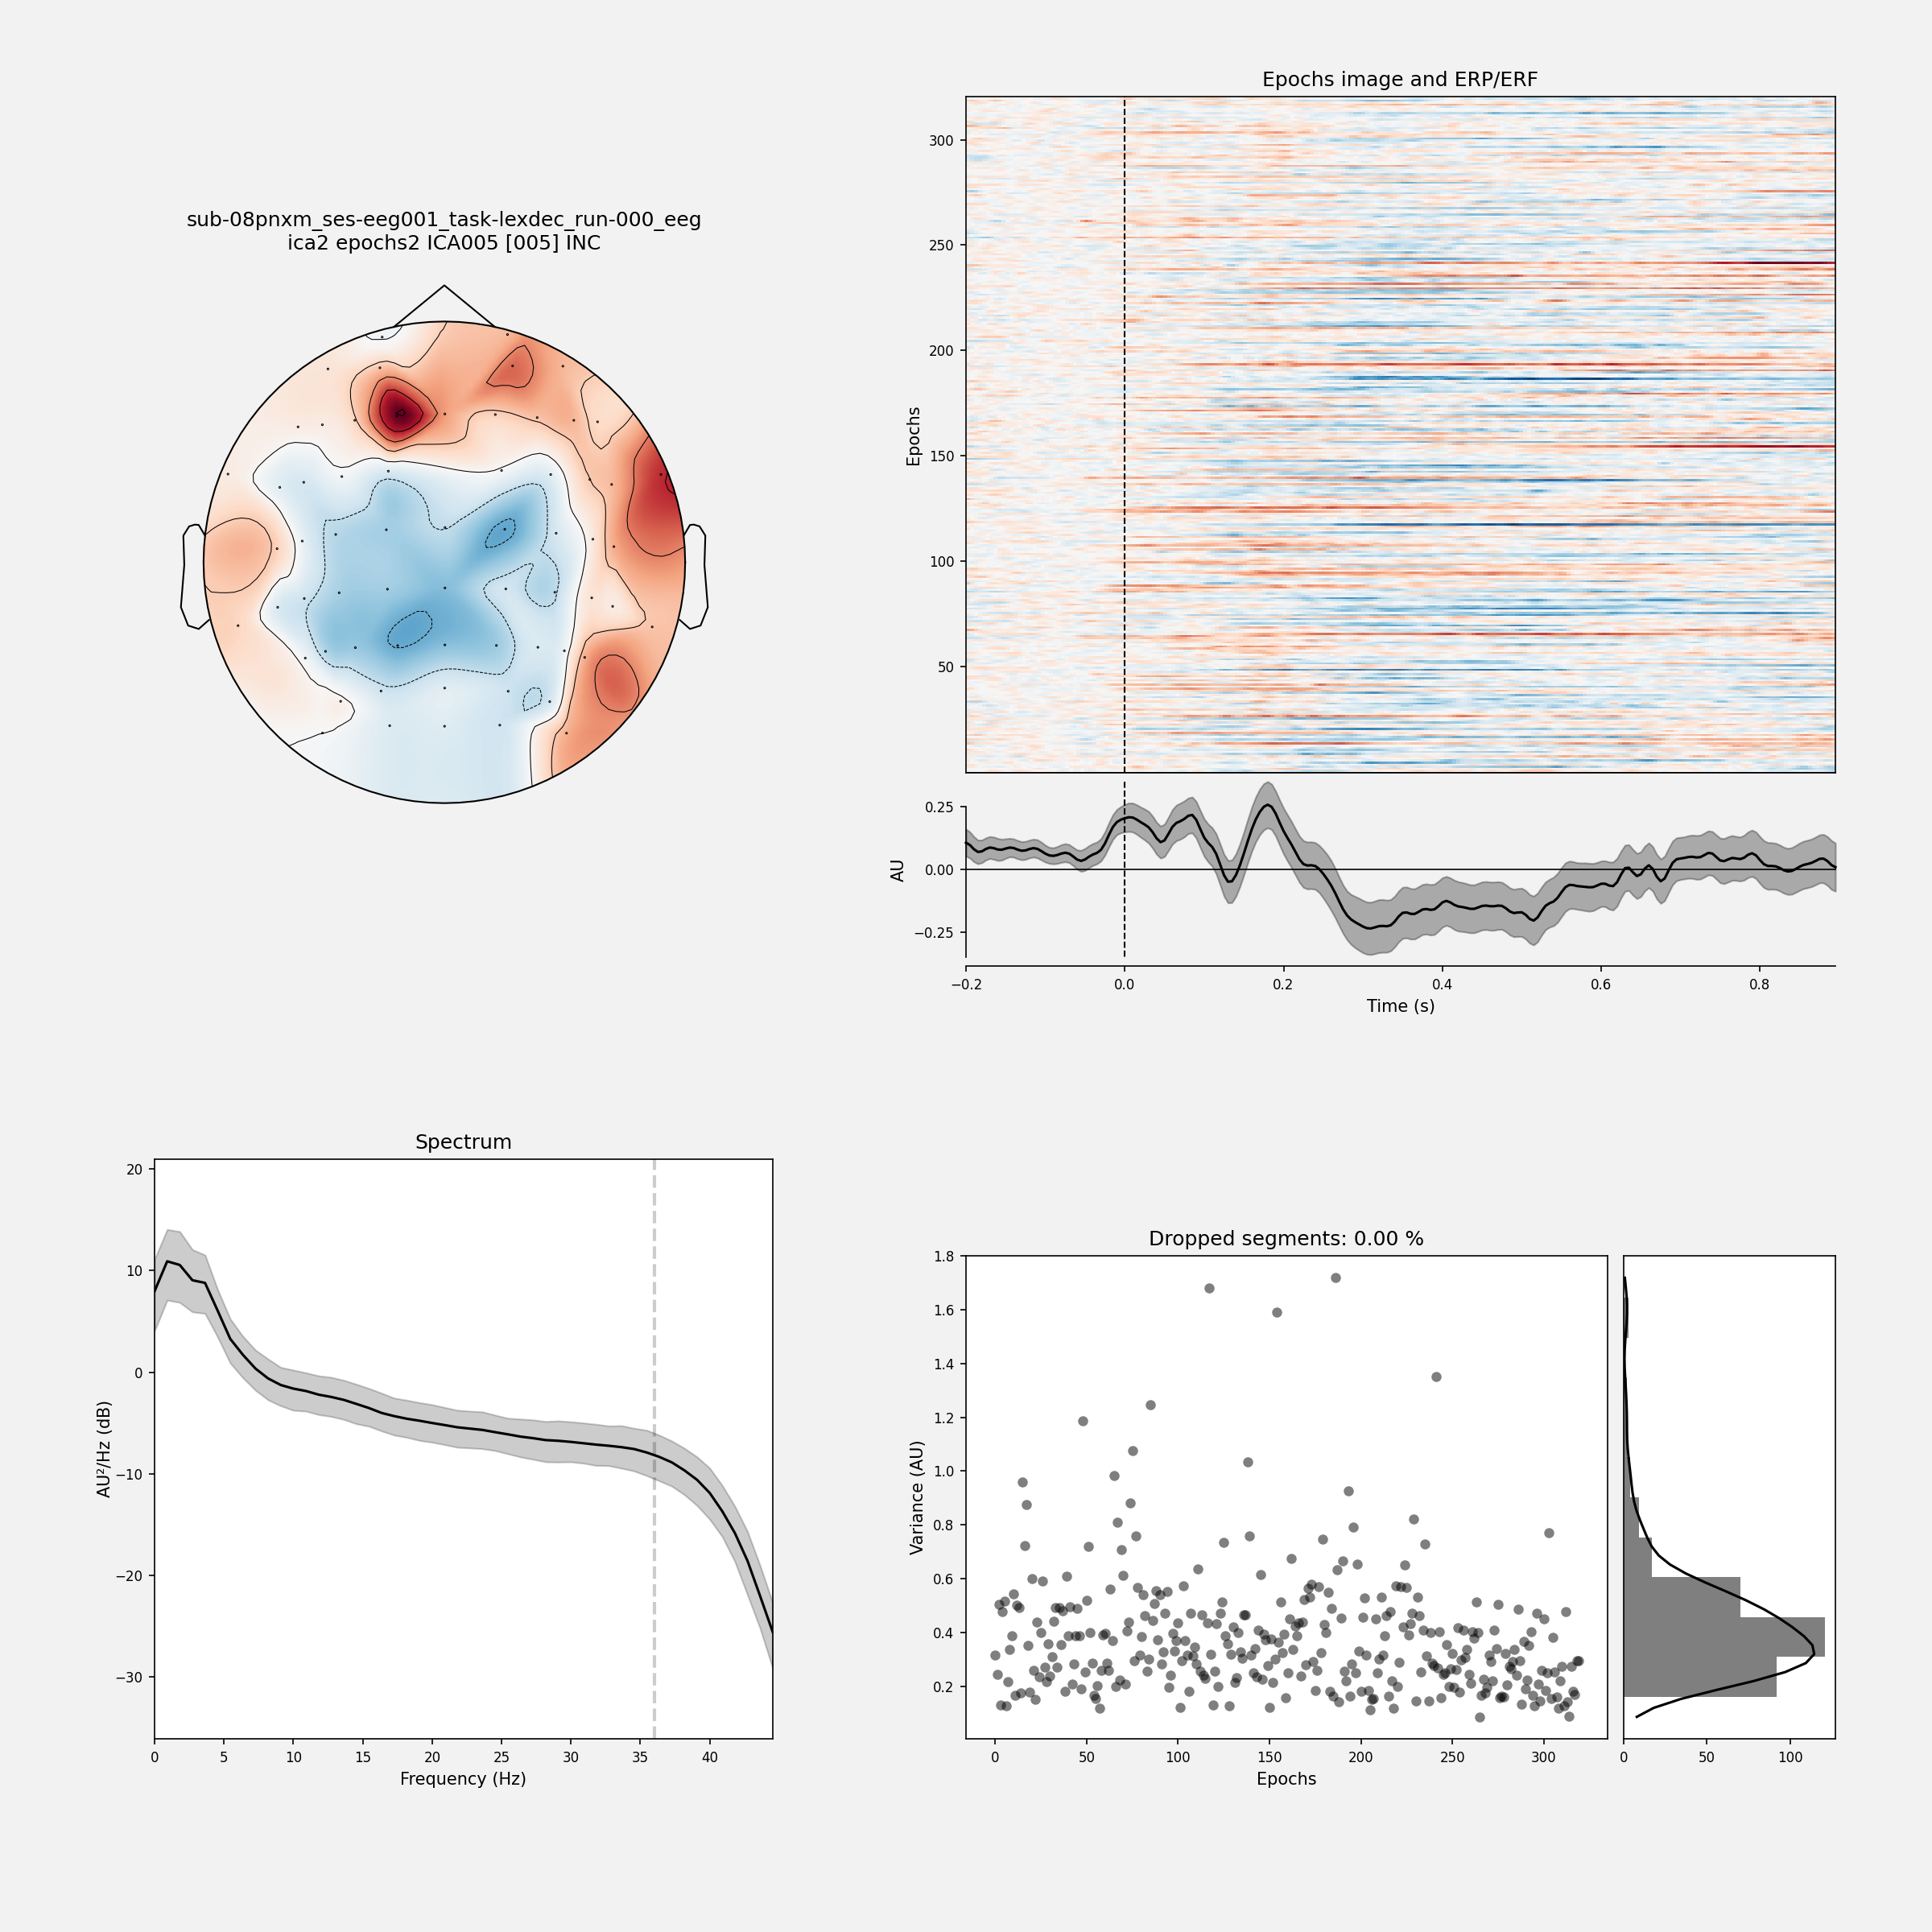 sub-08pnxm_ses-eeg001_task-lexdec_run-000_eeg
ica2 epochs2 ICA005 [005] INC
Epochs image and ERP/ERF
Epochs
300
250
200
150
100
50
AU
0.25
0.00
−0.25
−0.2 0.0 0.2 0.4 0.6 0.8
Time (s)
Spectrum
AU²/Hz (dB)
20
10
0
−10
−20
−30
0 5 10 15 20 25 30 35 40
Frequency (Hz)
Dropped segments: 0.00 %
Variance (AU)
1.8
1.6
1.4
1.2
1.0
0.8
0.6
0.4
0.2
0 50 100 150 200 250 300
Epochs
0 50 100